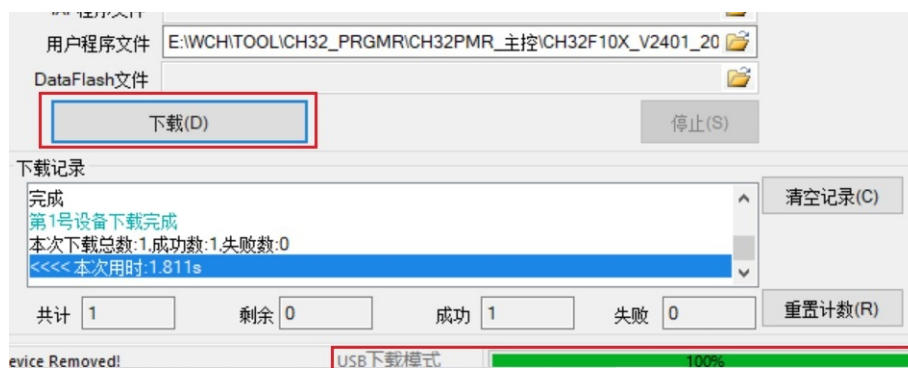 用户程序文件 E:\WCH\TOOL\CH32_PRGMR\CH32PMR_主控\CH32F10X_V2401_20
DataFlash文件
下载(D) 停止(S)
下载记录
完成 清空记录(C)
第1号设备下载完成
本次下载总数:1,成功数:1,失败数:0
<<<< 本次用时:1.811s
共计 1 剩余 0 成功 1 失败 0 重置计数(R)
evice Removed! USB下载模式 100%